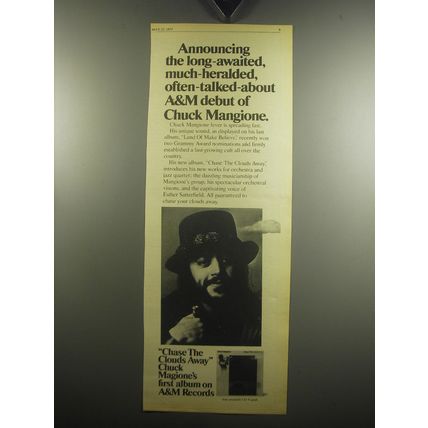 Announcing
the long-awaited,
much-heralded,
often-talked-about
A&M debut of
Chuck Mangione.
Chuck Mangione fever is spreading fast.
His unique sound, as displayed on his last
album, "Land Of Make Believe," recently won
two Grammy Award nominations and firmly
established a fast-growing cult all over the
country.
His new album, "Chase The Clouds Away,"
introduces his new works for orchestra and
jazz quartet; the dazzling musicianship of
Mangione's group; his spectacular orchestral
visions; and the captivating voice of
Esther Satterfield. All guaranteed to
chase your clouds away.
"Chase The
Clouds Away"
Chuck
Magione's
first album on
A&M Records